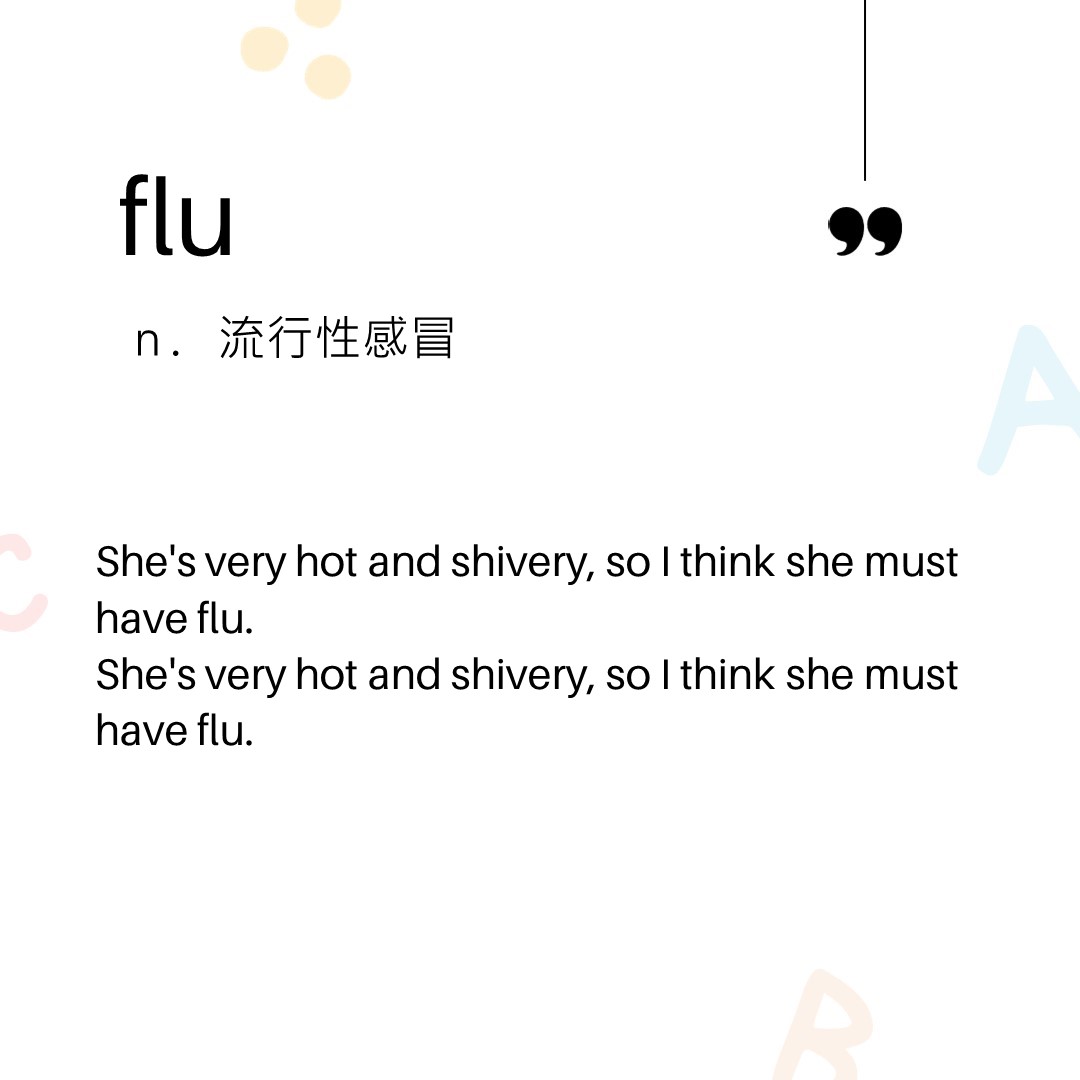 flu
n. 流行性感冒
She's very hot and shivery, so I think she must
have flu.
She's very hot and shivery, so I think she must
have flu.
A
C
B